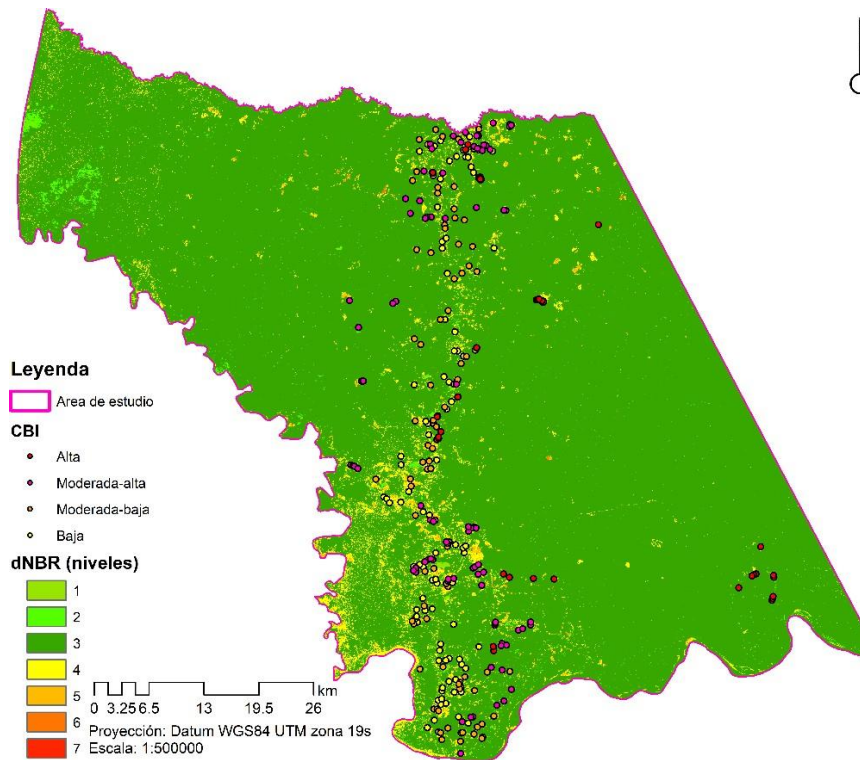 Leyenda
Area de estudio
CBI
Alta
Moderada-alta
Moderada-baja
Baja
dNBR (niveles)
1
2
3
4
5
6
7
km
0 3.25 6.5 13 19.5 26
Proyección: Datum WGS84 UTM zona 19s
Escala: 1:500000